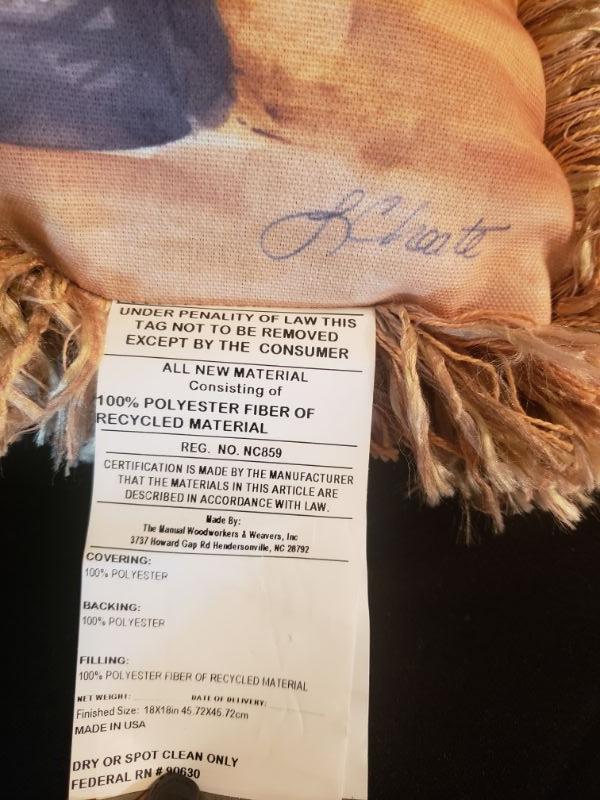 L Choate
UNDER PENALITY OF LAW THIS
TAG NOT TO BE REMOVED
EXCEPT BY THE CONSUMER
ALL NEW MATERIAL
Consisting of
100% POLYESTER FIBER OF
RECYCLED MATERIAL
REG. NO. NC859
CERTIFICATION IS MADE BY THE MANUFACTURER
THAT THE MATERIALS IN THIS ARTICLE ARE
DESCRIBED IN ACCORDANCE WITH LAW.
Made By:
The Manual Woodworkers & Weavers, Inc
3737 Howard Gap Rd Hendersonville, NC 28792
COVERING:
100% POLYESTER
BACKING:
100% POLYESTER
FILLING:
100% POLYESTER FIBER OF RECYCLED MATERIAL
NET WEIGHT: DATE OF DELIVERY:
Finished Size: 18X18in 45.72X45.72cm
MADE IN USA
DRY OR SPOT CLEAN ONLY
FEDERAL RN # 90630